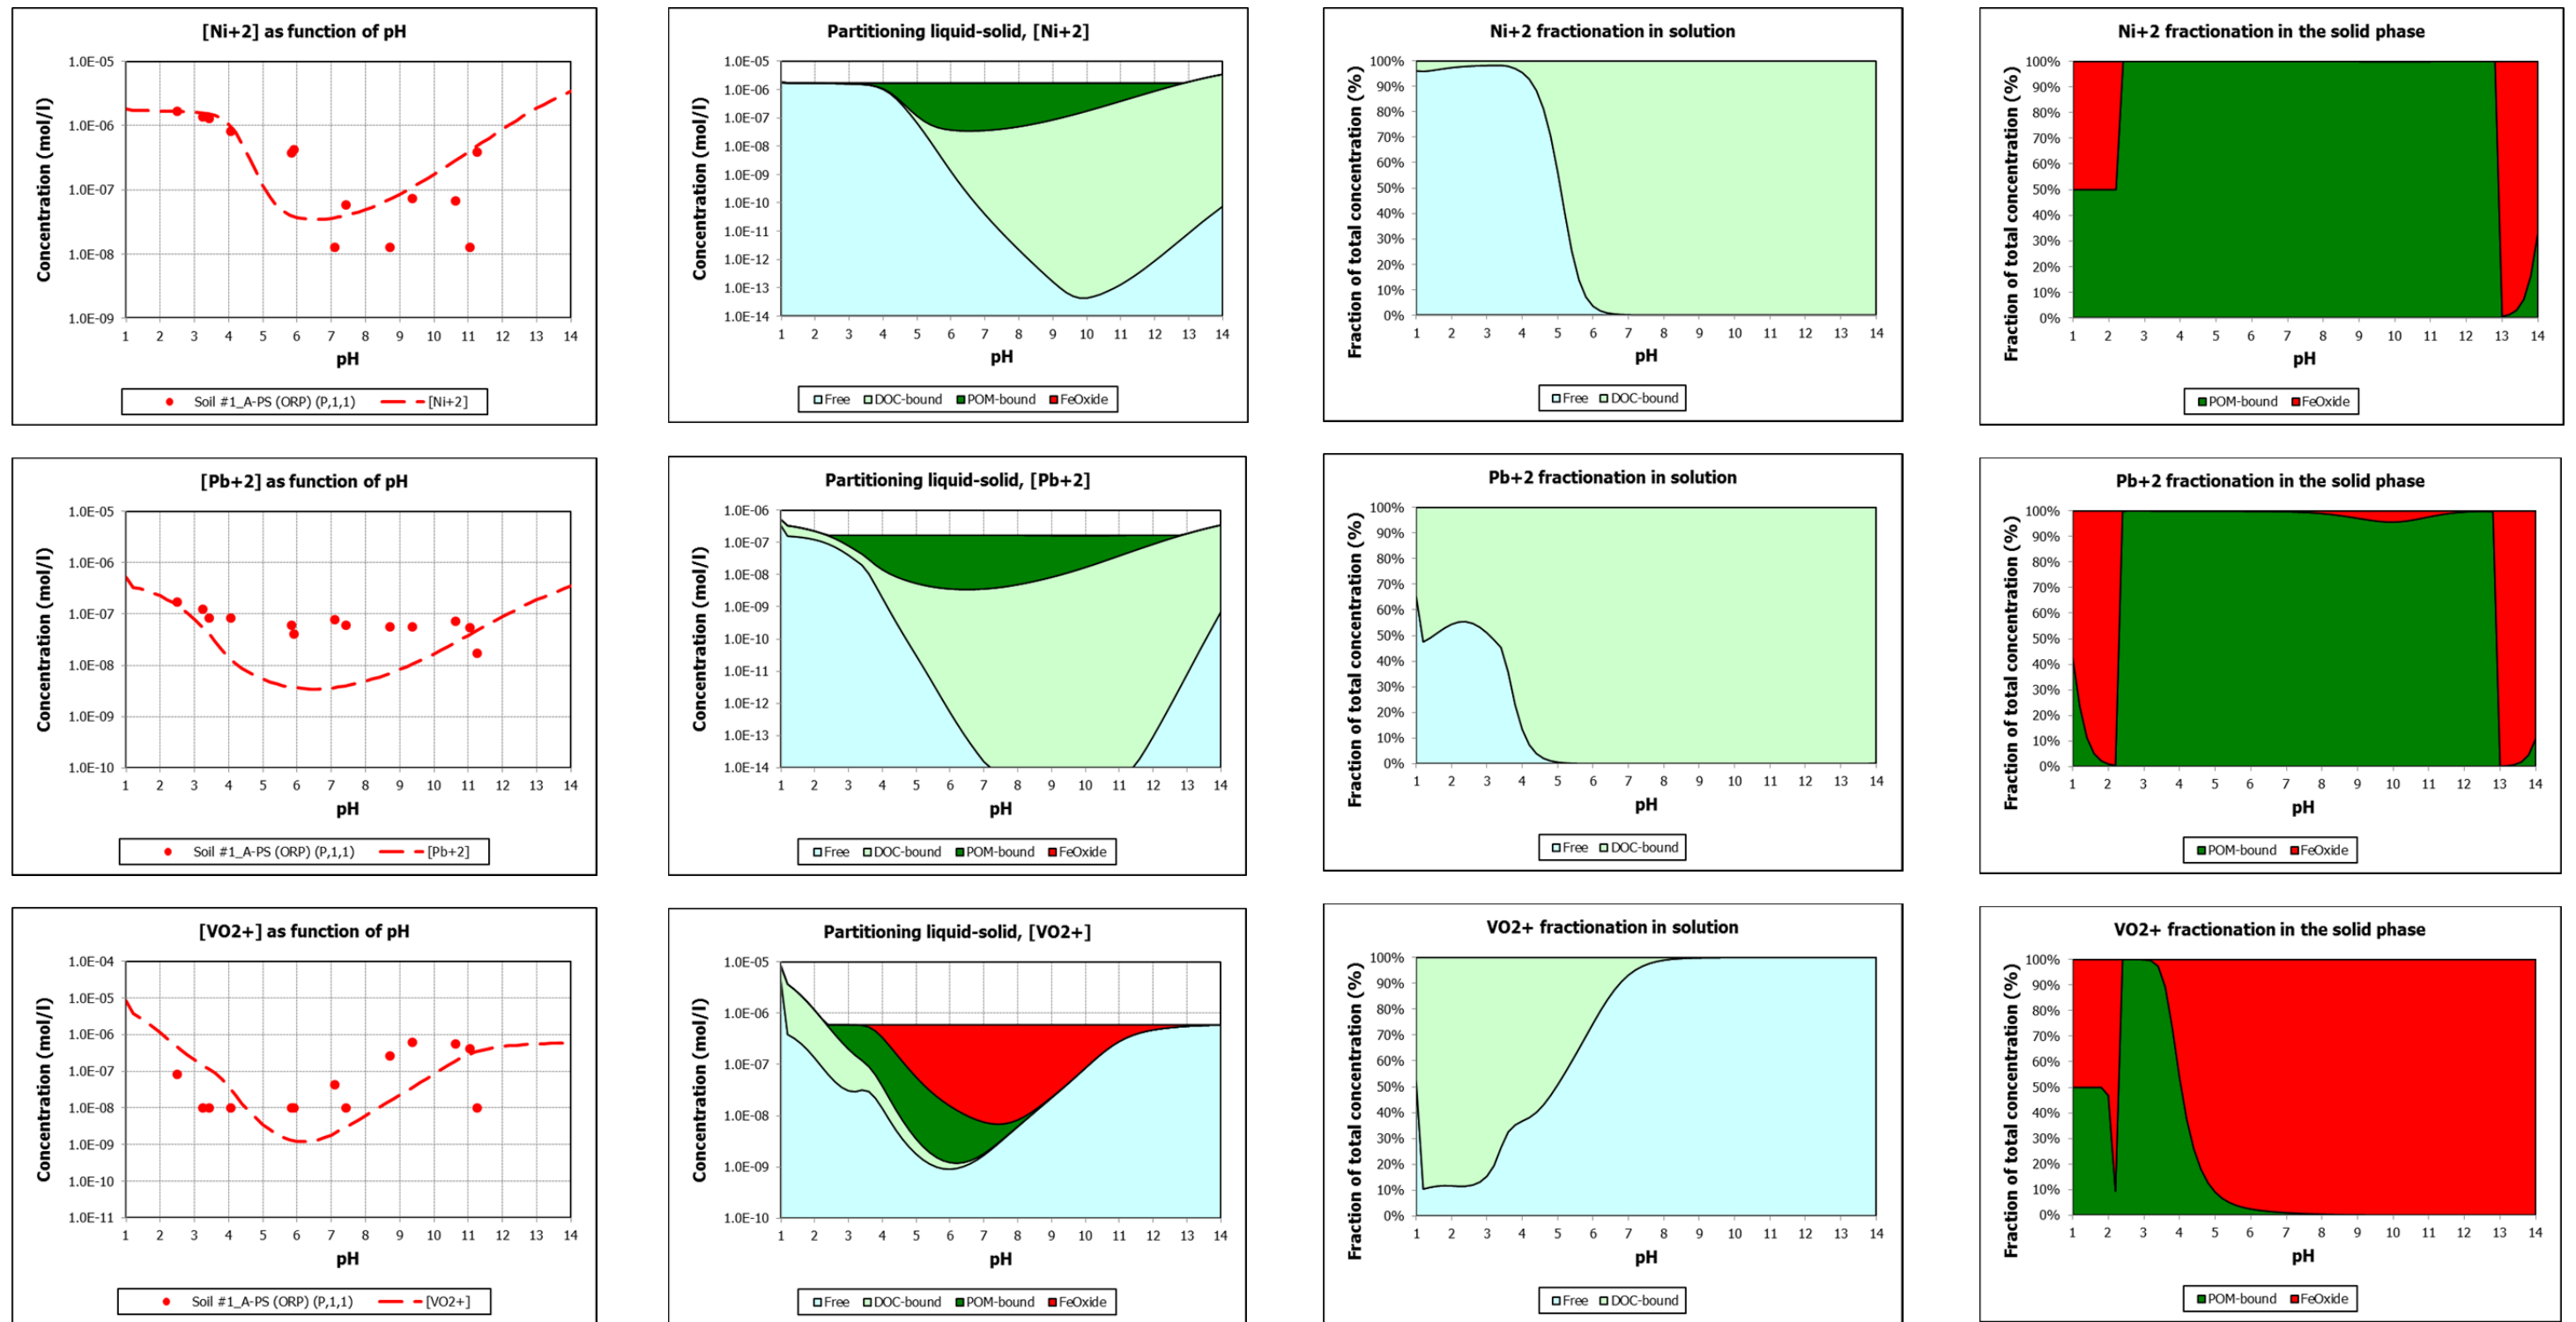 [Ni+2] as function of pH
Concentration (mol/l)
1.0E-05
1.0E-06
1.0E-07
1.0E-08
1.0E-09
1 2 3 4 5 6 7 8 9 10 11 12 13 14
pH
Soil #1_A-PS (ORP) (P,1,1) [Ni+2]
Partitioning liquid-solid, [Ni+2]
Concentration (mol/l)
1.0E-05
1.0E-06
1.0E-07
1.0E-08
1.0E-09
1.0E-10
1.0E-11
1.0E-12
1.0E-13
1.0E-14
1 2 3 4 5 6 7 8 9 10 11 12 13 14
pH
Free DOC-bound POM-bound FeOxide
Ni+2 fractionation in solution
Fraction of total concentration (%)
100%
90%
80%
70%
60%
50%
40%
30%
20%
10%
0%
1 2 3 4 5 6 7 8 9 10 11 12 13 14
pH
Free DOC-bound
Ni+2 fractionation in the solid phase
Fraction of total concentration (%)
100%
90%
80%
70%
60%
50%
40%
30%
20%
10%
0%
1 2 3 4 5 6 7 8 9 10 11 12 13 14
pH
POM-bound FeOxide
[Pb+2] as function of pH
Concentration (mol/l)
1.0E-05
1.0E-06
1.0E-07
1.0E-08
1.0E-09
1.0E-10
1 2 3 4 5 6 7 8 9 10 11 12 13 14
pH
Soil #1_A-PS (ORP) (P,1,1) [Pb+2]
Partitioning liquid-solid, [Pb+2]
Concentration (mol/l)
1.0E-06
1.0E-07
1.0E-08
1.0E-09
1.0E-10
1.0E-11
1.0E-12
1.0E-13
1.0E-14
1 2 3 4 5 6 7 8 9 10 11 12 13 14
pH
Free DOC-bound POM-bound FeOxide
Pb+2 fractionation in solution
Fraction of total concentration (%)
100%
90%
80%
70%
60%
50%
40%
30%
20%
10%
0%
1 2 3 4 5 6 7 8 9 10 11 12 13 14
pH
Free DOC-bound
Pb+2 fractionation in the solid phase
Fraction of total concentration (%)
100%
90%
80%
70%
60%
50%
40%
30%
20%
10%
0%
1 2 3 4 5 6 7 8 9 10 11 12 13 14
pH
POM-bound FeOxide
[VO2+] as function of pH
Concentration (mol/l)
1.0E-04
1.0E-05
1.0E-06
1.0E-07
1.0E-08
1.0E-09
1.0E-10
1.0E-11
1 2 3 4 5 6 7 8 9 10 11 12 13 14
pH
Soil #1_A-PS (ORP) (P,1,1) [VO2+]
Partitioning liquid-solid, [VO2+]
Concentration (mol/l)
1.0E-05
1.0E-06
1.0E-07
1.0E-08
1.0E-09
1.0E-10
1 2 3 4 5 6 7 8 9 10 11 12 13 14
pH
Free DOC-bound POM-bound FeOxide
VO2+ fractionation in solution
Fraction of total concentration (%)
100%
90%
80%
70%
60%
50%
40%
30%
20%
10%
0%
1 2 3 4 5 6 7 8 9 10 11 12 13 14
pH
Free DOC-bound
VO2+ fractionation in the solid phase
Fraction of total concentration (%)
100%
90%
80%
70%
60%
50%
40%
30%
20%
10%
0%
1 2 3 4 5 6 7 8 9 10 11 12 13 14
pH
POM-bound FeOxide